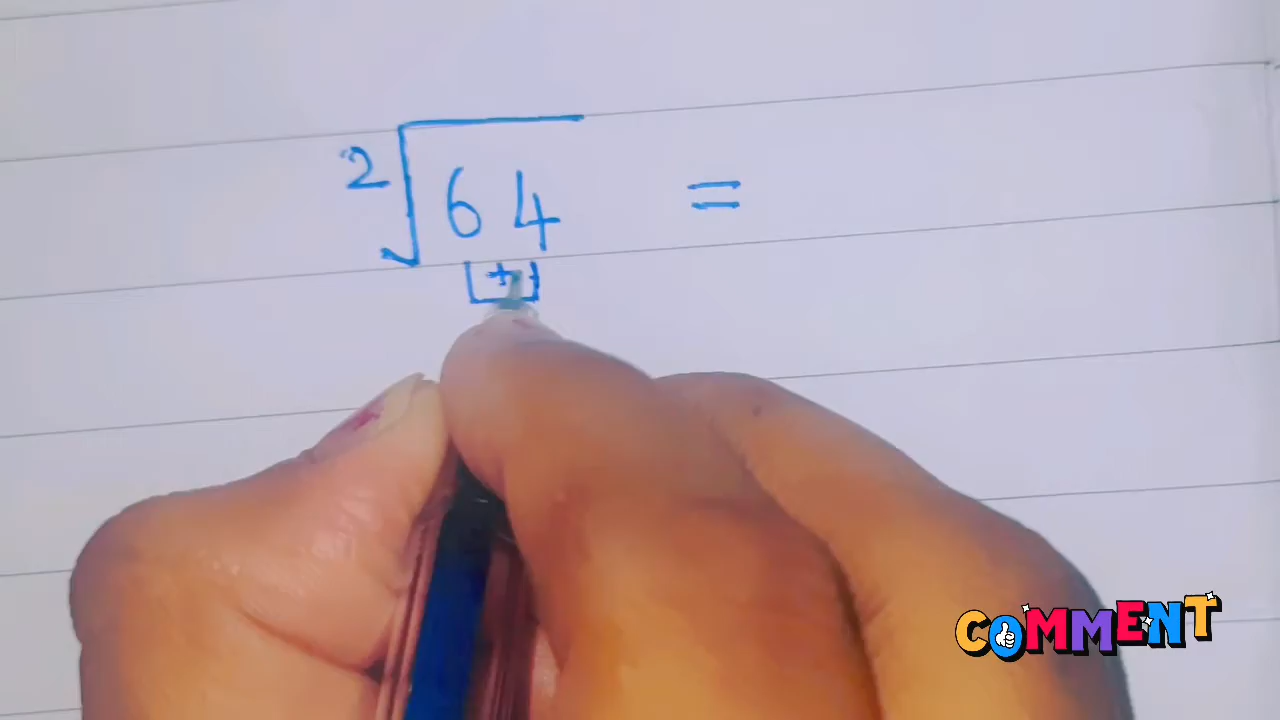 ²√64 =
+
COMMENT